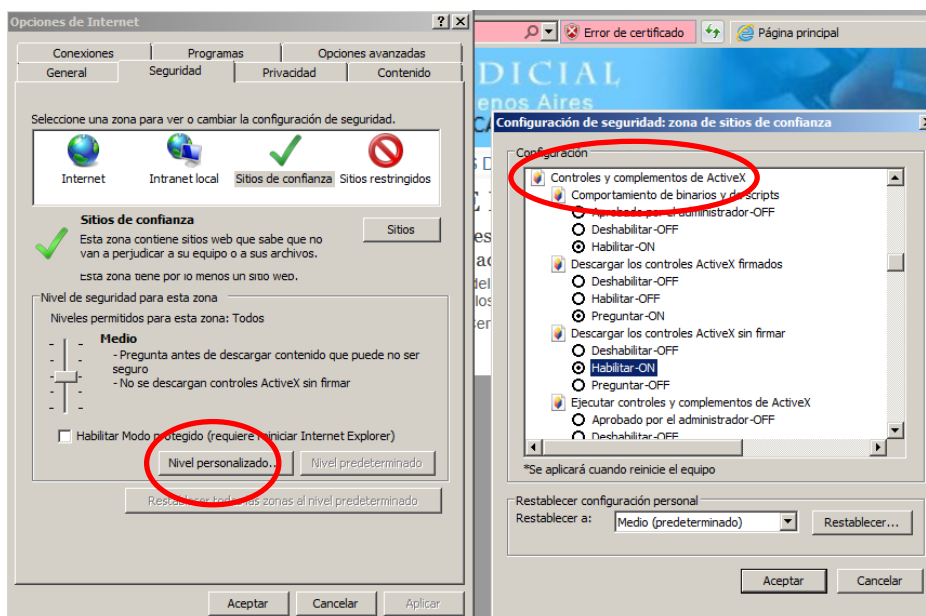 Opciones de Internet
Conexiones
Programas
Opciones avanzadas
General
Seguridad
Privacidad
Contenido
Seleccione una zona para ver o cambiar la configuración de seguridad.
Internet
Intranet local
Sitios de confianza
Sitios restringidos
Sitios de confianza
Esta zona contiene sitios web que sabe que no
van a perjudicar a su equipo o a sus archivos.
Esta zona tiene por lo menos un sitio web.
Sitios
Nivel de seguridad para esta zona
Niveles permitidos para esta zona: Todos
Medio
- Pregunta antes de descargar contenido que puede no ser
seguro
- No se descargan controles ActiveX sin firmar
Habilitar Modo protegido (requiere reiniciar Internet Explorer)
Nivel personalizado...
Nivel predeterminado
Restablecer todas las zonas al nivel predeterminado
Aceptar
Cancelar
Aplicar
Error de certificado
Página principal
DICIAL
enos Aires
Configuración de seguridad: zona de sitios de confianza
Configuración
Controles y complementos de ActiveX
Comportamiento de binarios y de scripts
Aprobado por el administrador-OFF
Deshabilitar-OFF
Habilitar-ON
Descargar los controles ActiveX firmados
Deshabilitar-OFF
Habilitar-OFF
Preguntar-ON
Descargar los controles ActiveX sin firmar
Deshabilitar-OFF
Habilitar-ON
Preguntar-OFF
Ejecutar controles y complementos de ActiveX
Aprobado por el administrador-OFF
Deshabilitar-OFF
*Se aplicará cuando reinicie el equipo
Restablecer configuración personal
Restablecer a:
Medio (predeterminado)
Restablecer...
Aceptar
Cancelar